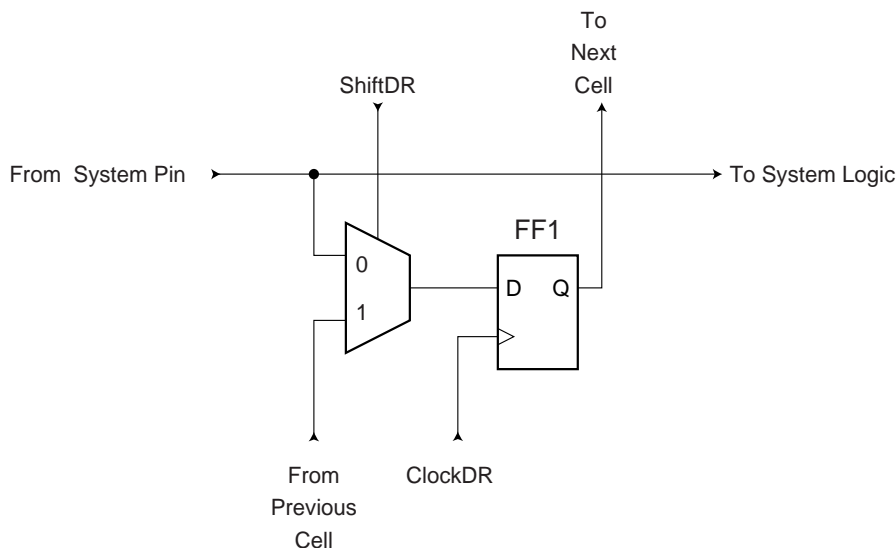 To
Next
Cell
ShiftDR
From System Pin
To System Logic
FF1
0
1
D Q
From
Previous
Cell
ClockDR